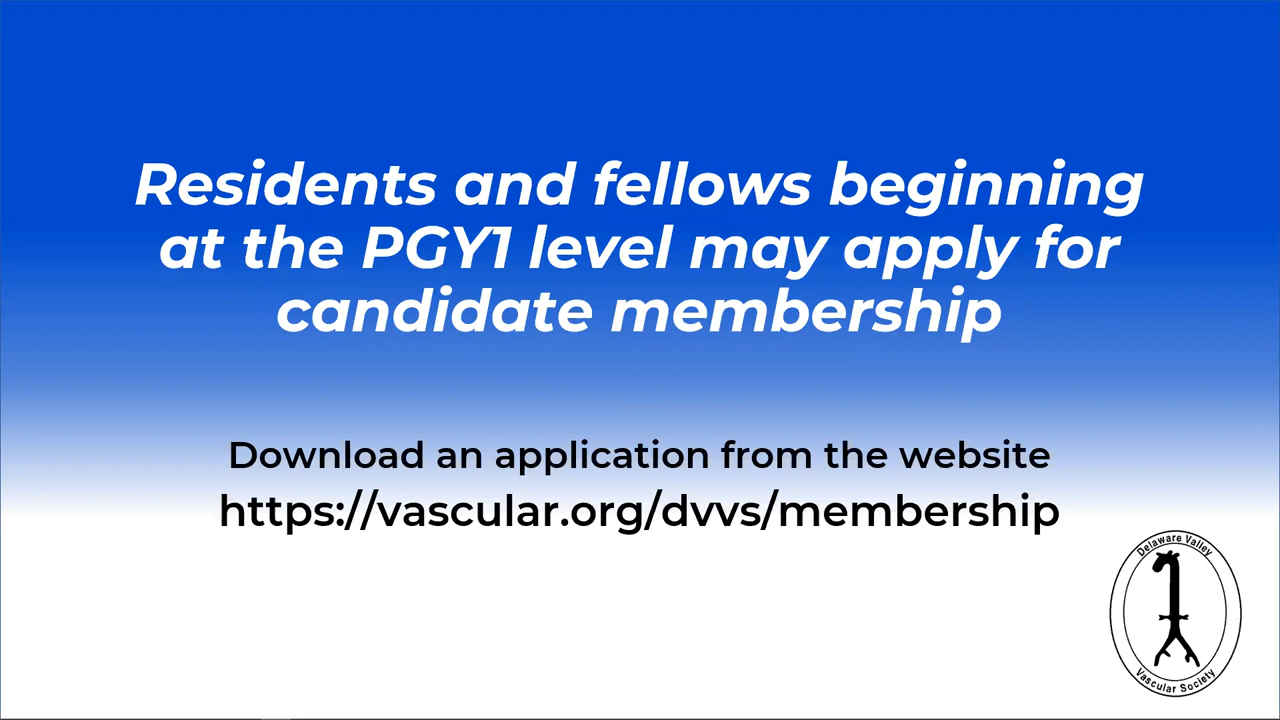 Residents and fellows beginning
at the PGY1 level may apply for
candidate membership
Download an application from the website
https://vascular.org/dvvs/membership
Delaware Valley
Vascular Society